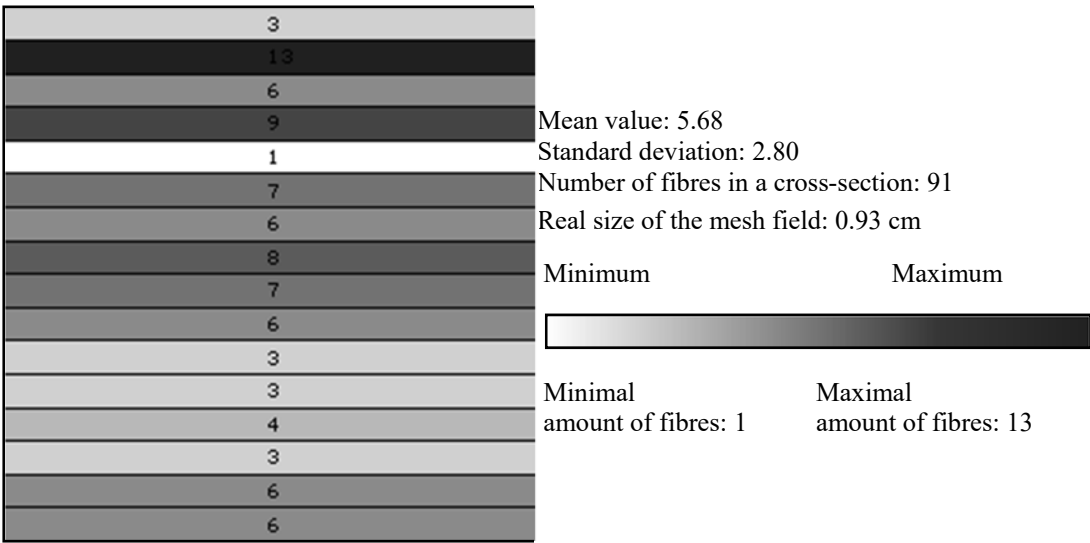 3
13
6
9
1
7
6
8
7
6
3
3
4
3
6
6
Mean value: 5.68
Standard deviation: 2.80
Number of fibres in a cross-section: 91
Real size of the mesh field: 0.93 cm
Minimum Maximum
Minimal Maximal
amount of fibres: 1 amount of fibres: 13